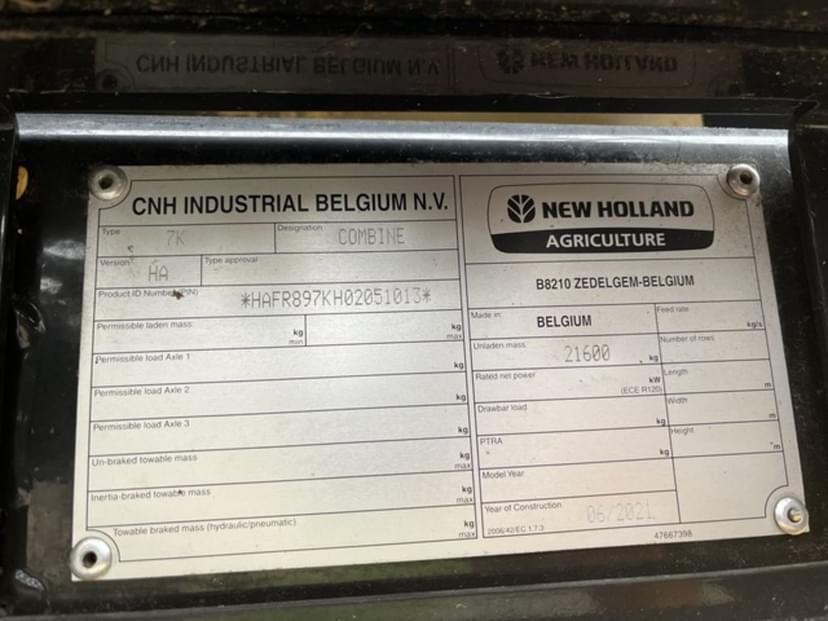 CNH INDUSTRIAL BELGIUM N.V.
Type 7K Designation COMBINE
Version HA Type approval
Product ID Number (PIN) *HAFR897KH02051013*
Permissible laden mass: kg min kg max
Permissible load Axle 1 kg
Permissible load Axle 2 kg
Permissible load Axle 3 kg
Un-braked towable mass kg max
Inertia-braked towable mass kg max
Towable braked mass (hydraulic/pneumatic) kg max
NEW HOLLAND
AGRICULTURE
B8210 ZEDELGEM-BELGIUM
Made in: BELGIUM Feed rate kg/s
Unladen mass 21600 kg Number of rows
Rated net power kW (ECE R120) Length m
Drawbar load kg Width m
PTRA kg Height m
Model Year
Year of Construction 06/2021
2006/42/EC 1.7.3
47667398